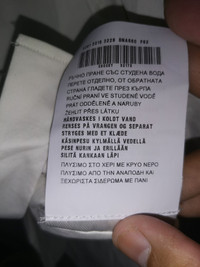 РЪЧНО ПРАНЕ СЪС СТУДЕНА ВОДА
ПЕРЕТЕ ОТДЕЛНО, ОТ ОБРАТНАТА
СТРАНА ГЛАДЕТЕ ПРЕЗ КЪРПА
RUČNÍ PRANÍ VE STUDENÉ VODĚ
PRÁT ODDĚLENĚ A NARUBY
ŽEHLIT PŘES LÁTKU
HÅNDVASKES I KOLDT VAND
RENSES PÅ VRANGEN OG SEPARAT
STRYGES MED ET KLÆDE
KÄSINPESU KYLMÄLLÄ VEDELLÄ
PESE NURIN JA ERILLÄÄN
SILITÄ KANKAAN LÄPI
ΠΛΥΣΙΜΟ ΣΤΟ ΧΕΡΙ ΜΕ ΚΡΥΟ ΝΕΡΟ
ΠΛΥΣΙΜΟ ΑΠΟ ΤΗΝ ΑΝΑΠΟΔΗ ΚΑΙ
ΞΕΧΩΡΙΣΤΑ ΣΙΔΕΡΩΜΑ ΜΕ ΠΑΝΙ